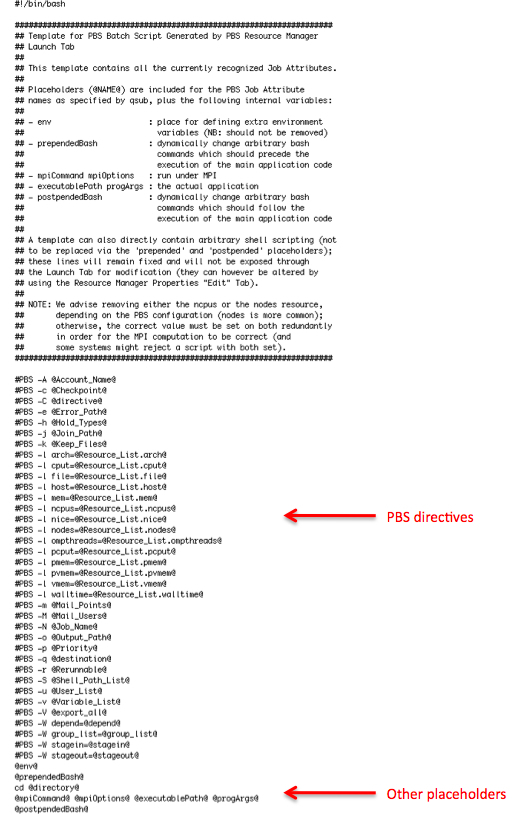 #!/bin/bash
#####################################################################
## Template for PBS Batch Script Generated by PBS Resource Manager
## Launch Tab
##
## This template contains all the currently recognized Job Attributes.
##
## Placeholders (@NAME@) are included for the PBS Job Attribute
## names as specified by qsub, plus the following internal variables:
##
## - env : place for defining extra environment
## variables (NB: should not be removed)
## - prependedBash : dynamically change arbitrary bash
## commands which should precede the
## execution of the main application code
## - mpiCommand mpiOptions : run under MPI
## - executablePath progArgs : the actual application
## - postpendedBash : dynamically change arbitrary bash
## commands which should follow the
## execution of the main application code
##
## A template can also directly contain arbitrary shell scripting (not
## to be replaced via the 'prepended' and 'postpended' placeholders);
## these lines will remain fixed and will not be exposed through
## the Launch Tab for modification (they can however be altered by
## using the Resource Manager Properties "Edit" Tab).
##
## NOTE: We advise removing either the ncpus or the nodes resource,
## depending on the PBS configuration (nodes is more common);
## otherwise, the correct value must be set on both redundantly
## in order for the MPI computation to be correct (and
## some systems might reject a script with both set).
#####################################################################
#PBS -A @Account_Name@
#PBS -c @Checkpoint@
#PBS -C @directive@
#PBS -e @Error_Path@
#PBS -h @Hold_Types@
#PBS -j @Join_Path@
#PBS -k @Keep_Files@
#PBS -l arch=@Resource_List.arch@
#PBS -l cput=@Resource_List.cput@
#PBS -l file=@Resource_List.file@
#PBS -l host=@Resource_List.host@
#PBS -l mem=@Resource_List.mem@
#PBS -l ncpus=@Resource_List.ncpus@
#PBS -l nice=@Resource_List.nice@
PBS directives
#PBS -l nodes=@Resource_List.nodes@
#PBS -l ompthreads=@Resource_List.ompthreads@
#PBS -l pcput=@Resource_List.pcput@
#PBS -l pmem=@Resource_List.pmem@
#PBS -l pvmem=@Resource_List.pvmem@
#PBS -l vmem=@Resource_List.vmem@
#PBS -l walltime=@Resource_List.walltime@
#PBS -m @Mail_Points@
#PBS -M @Mail_Users@
#PBS -N @Job_Name@
#PBS -o @Output_Path@
#PBS -p @Priority@
#PBS -q @destination@
#PBS -r @Rerunnable@
#PBS -S @Shell_Path_List@
#PBS -u @User_List@
#PBS -v @Variable_List@
#PBS -V @export_all@
#PBS -W depend=@depend@
#PBS -W group_list=@group_list@
#PBS -W stagein=@stagein@
#PBS -W stageout=@stageout@
@env@
@prependedBash@
cd @directory@
@mpiCommand@ @mpiOptions@ @executablePath@ @progArgs@
Other placeholders
@postpendedBash@